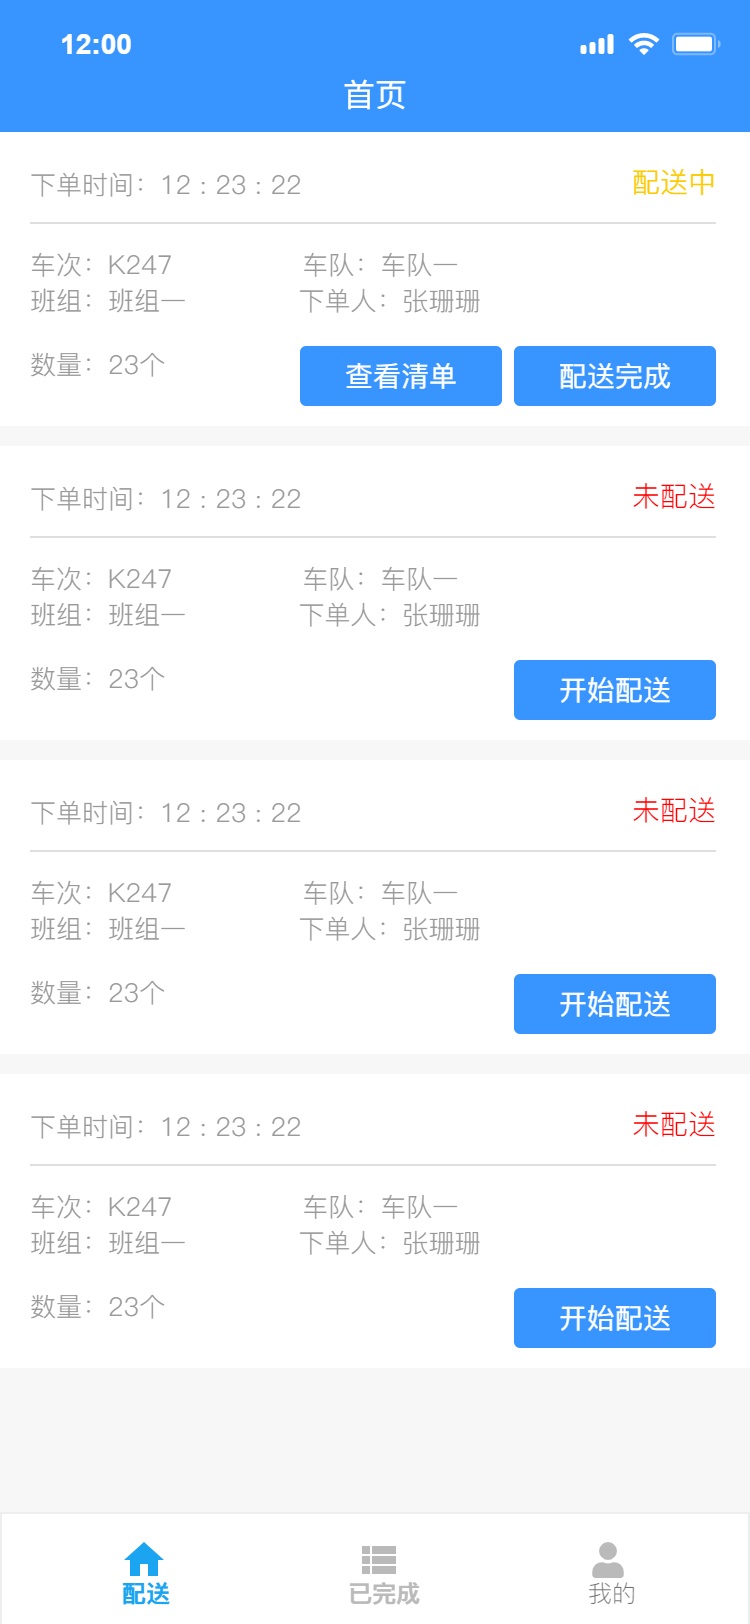 12:00
首页
下单时间：12 : 23 : 22 配送中
车次：K247 车队：车队一
班组：班组一 下单人：张珊珊
数量：23个 查看清单 配送完成
下单时间：12 : 23 : 22 未配送
车次：K247 车队：车队一
班组：班组一 下单人：张珊珊
数量：23个 开始配送
下单时间：12 : 23 : 22 未配送
车次：K247 车队：车队一
班组：班组一 下单人：张珊珊
数量：23个 开始配送
下单时间：12 : 23 : 22 未配送
车次：K247 车队：车队一
班组：班组一 下单人：张珊珊
数量：23个 开始配送
配送 已完成 我的